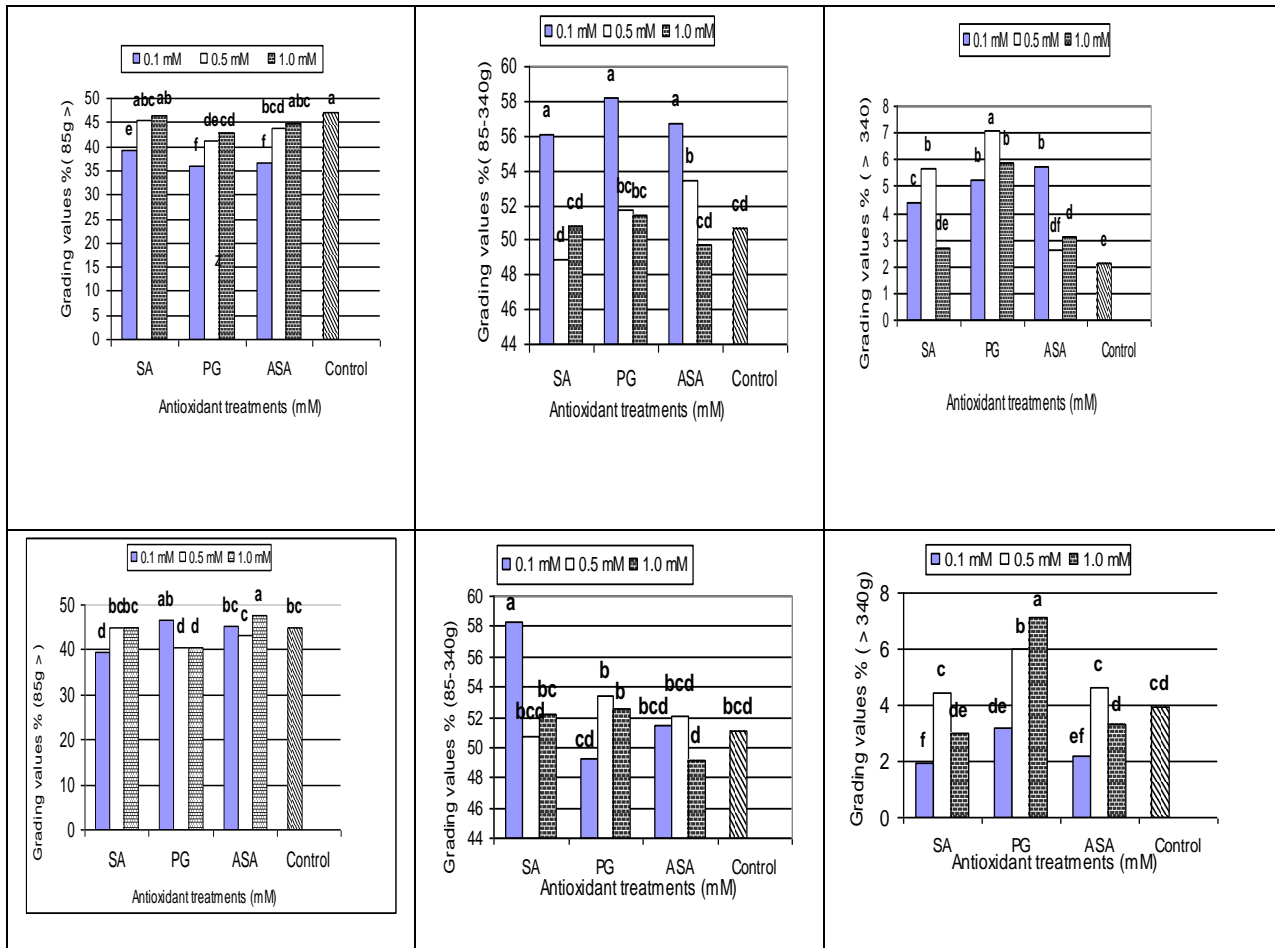 0.1 mM 0.5 mM 1.0 mM
Grading values %( 85g >)
50
45
40
35
30
25
20
15
10
5
0
e abc ab
f de cd
f bcd abc
a
SA PG ASA Control
Antioxidant treatments (mM)
0.1 mM 0.5 mM 1.0 mM
Grading values %( 85-340g)
60
58
56
54
52
50
48
46
44
a d cd
a bc bc
a b cd
cd
SA PG ASA Control
Antioxidant treatments (mM)
0.1 mM 0.5 mM 1.0 mM
Grading values % ( > 340)
8
7
6
5
4
3
2
1
0
c b de
b a b
b df d
e
SA PG ASA Control
Antioxidant treatments (mM)
0.1 mM 0.5 mM 1.0 mM
Grading values % (85g >)
50
40
30
20
10
0
d bc bc
ab d d
bc c a
bc
SA PG ASA Control
Antioxidant treatments (mM)
0.1 mM 0.5 mM 1.0 mM
Grading values % (85-340g)
60
58
56
54
52
50
48
46
44
a bcd bc
cd b b
bcd bcd d
bcd
SA PG ASA Control
Antioxidant treatments (mM)
0.1 mM 0.5 mM 1.0 mM
Grading values % ( > 340g)
8
6
4
2
0
f c de
de b a
ef c d
cd
SA PG ASA Control
Antioxidant treatments (mM)